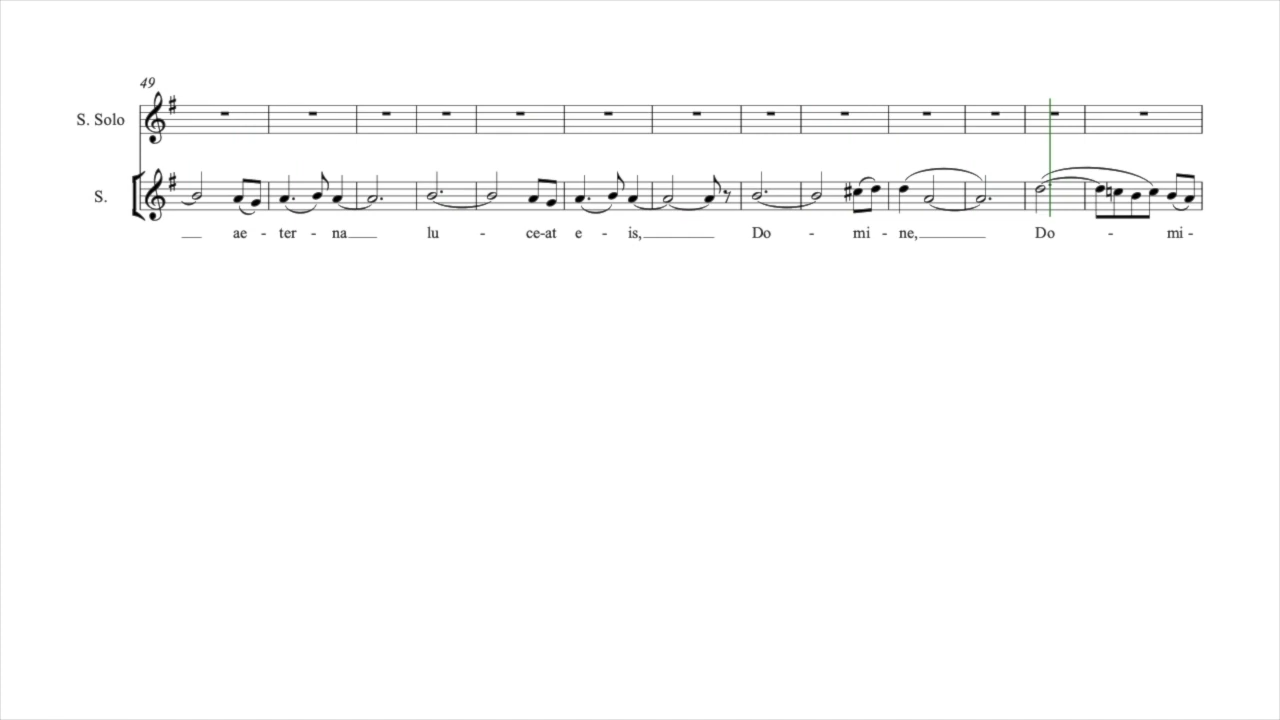 49
S. Solo
S.
ae - ter - na lu - ce-at e - is, Do - mi - ne, Do - mi -